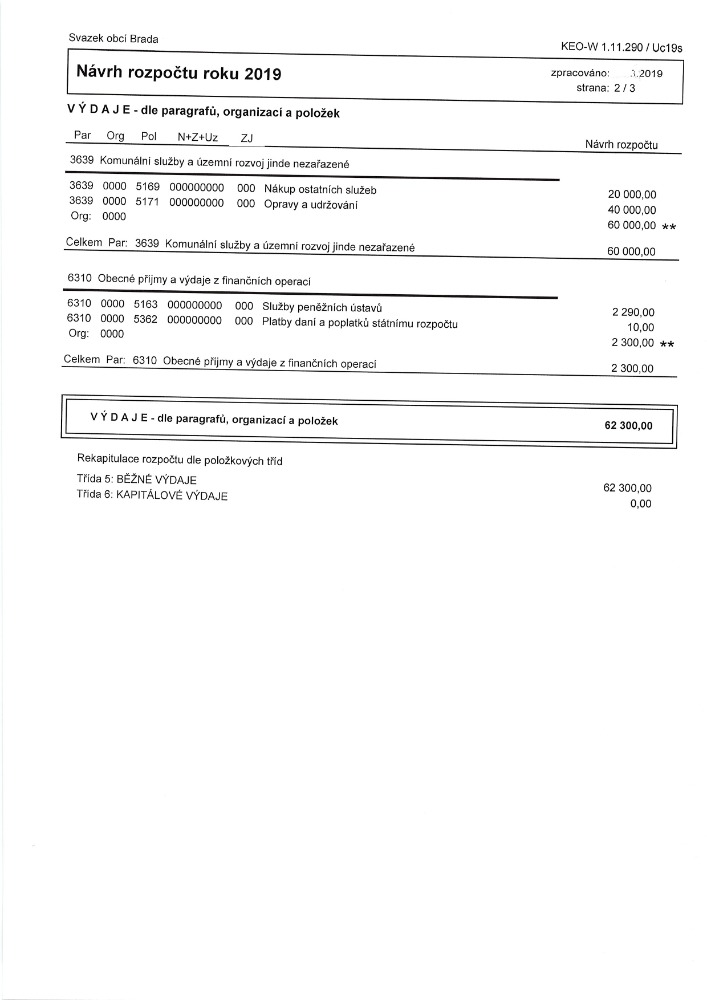 Svazek obcí Brada
KEO-W 1.11.290 / Uc19s
Návrh rozpočtu roku 2019
zpracováno: .2019
strana: 2 / 3
V Ý D A J E - dle paragrafů, organizací a položek
Par Org Pol N+Z+Uz ZJ Návrh rozpočtu
3639 Komunální služby a územní rozvoj jinde nezařazené
3639 0000 5169 000000000 000 Nákup ostatních služeb 20 000,00
3639 0000 5171 000000000 000 Opravy a udržování 40 000,00
Org: 0000 60 000,00 **
Celkem Par: 3639 Komunální služby a územní rozvoj jinde nezařazené 60 000,00
6310 Obecné příjmy a výdaje z finančních operací
6310 0000 5163 000000000 000 Služby peněžních ústavů 2 290,00
6310 0000 5362 000000000 000 Platby daní a poplatků státnímu rozpočtu 10,00
Org: 0000 2 300,00 **
Celkem Par: 6310 Obecné příjmy a výdaje z finančních operací 2 300,00
V Ý D A J E - dle paragrafů, organizací a položek 62 300,00
Rekapitulace rozpočtu dle položkových tříd
Třída 5: BĚŽNÉ VÝDAJE 62 300,00
Třída 6: KAPITÁLOVÉ VÝDAJE 0,00